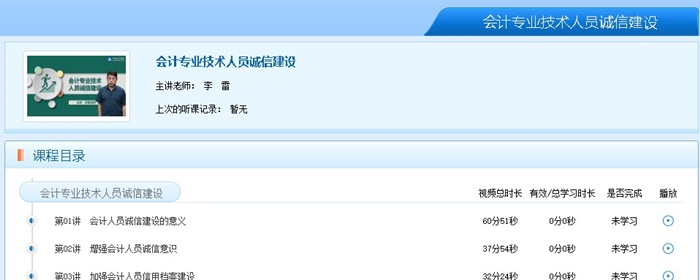 会计专业技术人员诚信建设
会计专业技术
人员诚信建设
会计专业技术人员诚信建设
主讲老师： 李 雷
上次的听课记录： 暂无
课程目录
会计专业技术人员诚信建设 视频总时长 有效/总学习时长 是否完成 播放
第01讲 会计人员诚信建设的意义 60分51秒 0分0秒 未学习
第02讲 增强会计人员诚信意识 37分54秒 0分0秒 未学习
第03讲 加强会计人员信用档案建设 32分24秒 0分0秒 未学习